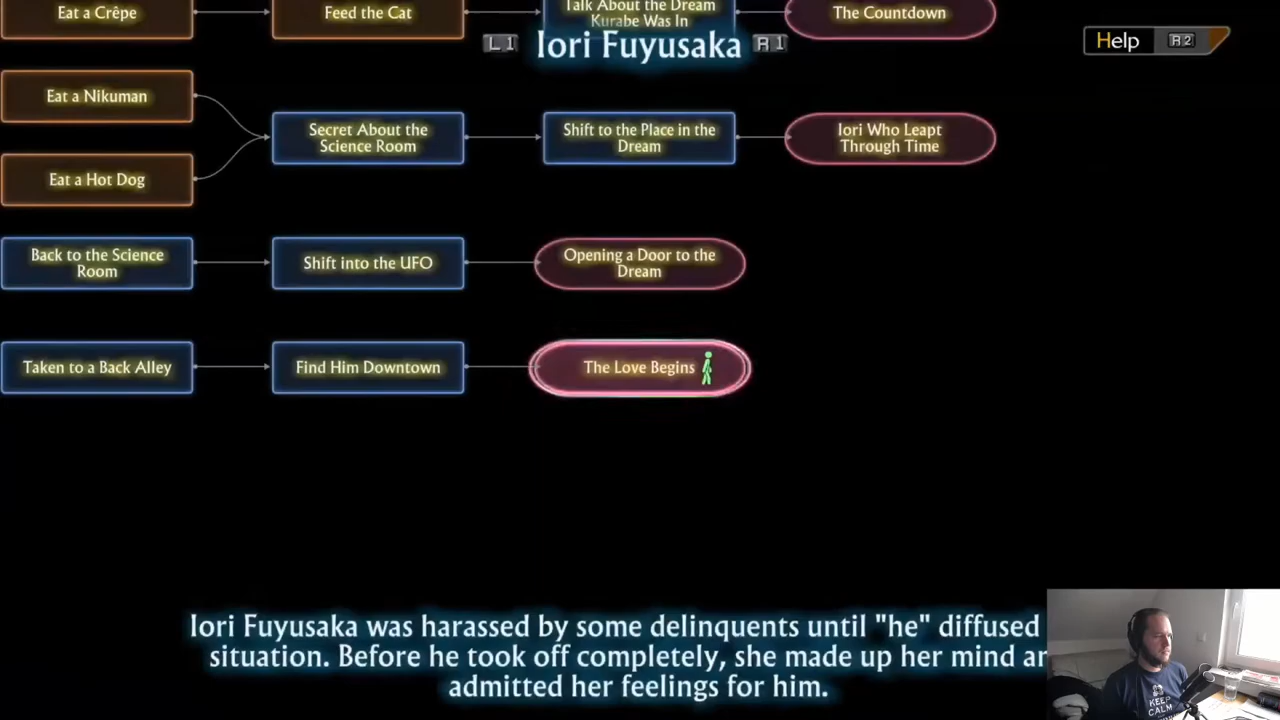 Eat a Crêpe
Feed the Cat
Talk About the Dream
Kurabe Was In
The Countdown
L1
Iori Fuyusaka
R1
Help
R2
Eat a Nikuman
Eat a Hot Dog
Secret About the
Science Room
Shift to the Place in the
Dream
Iori Who Leapt
Through Time
Back to the Science
Room
Shift into the UFO
Opening a Door to the
Dream
Taken to a Back Alley
Find Him Downtown
The Love Begins
Iori Fuyusaka was harassed by some delinquents until "he" diffused
situation. Before he took off completely, she made up her mind
admitted her feelings for him.
KEEP
CALM